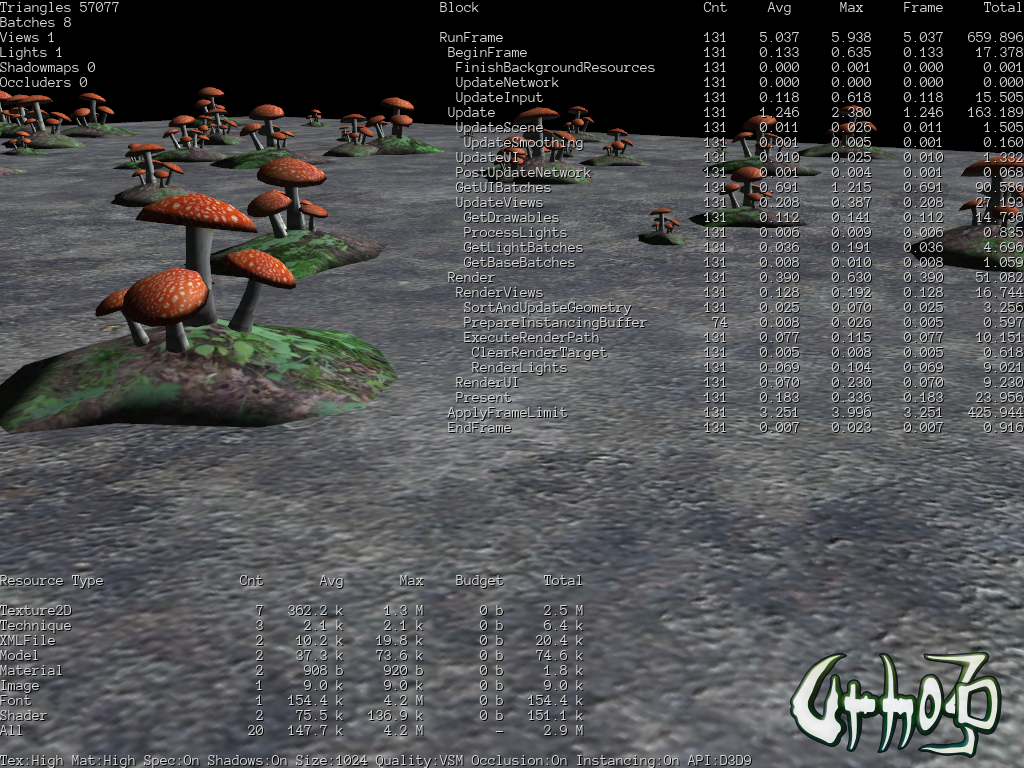 Triangles 57077
Batches 8
Views 1
Lights 1
Shadowmaps 0
Occluders 0
Block Cnt Avg Max Frame Total
RunFrame 131 5.037 5.938 5.037 659.896
BeginFrame 131 0.133 0.635 0.133 17.378
FinishBackgroundResources 131 0.000 0.001 0.000 0.001
UpdateNetwork 131 0.000 0.000 0.000 0.000
UpdateInput 131 0.118 0.618 0.118 15.505
Update 131 1.246 2.380 1.246 163.189
UpdateScene 131 0.011 0.026 0.011 1.505
UpdateSmoothing 131 0.001 0.005 0.001 0.160
UpdateUI 131 0.010 0.025 0.010 1.332
PostUpdateNetwork 131 0.001 0.004 0.001 0.068
GetUIBatches 131 0.691 1.215 0.691 90.586
UpdateViews 131 0.208 0.387 0.208 27.193
GetDrawables 131 0.112 0.141 0.112 14.736
ProcessLights 131 0.006 0.009 0.006 0.835
GetLightBatches 131 0.036 0.191 0.036 4.696
GetBaseBatches 131 0.008 0.010 0.008 1.059
Render 131 0.390 0.630 0.390 51.082
RenderViews 131 0.128 0.192 0.128 16.744
SortAndUpdateGeometry 131 0.025 0.070 0.025 3.256
PrepareInstancingBuffer 74 0.008 0.026 0.005 0.597
ExecuteRenderPath 131 0.077 0.115 0.077 10.151
ClearRenderTarget 131 0.005 0.008 0.005 0.618
RenderLights 131 0.069 0.104 0.069 9.021
RenderUI 131 0.070 0.230 0.070 9.230
Present 131 0.183 0.336 0.183 23.956
ApplyFrameLimit 131 3.251 3.996 3.251 425.944
EndFrame 131 0.007 0.023 0.007 0.916
Resource Type Cnt Avg Max Budget Total
Texture2D 7 362.2 k 1.3 M 0 b 2.5 M
Technique 3 2.1 k 2.1 k 0 b 6.4 k
XMLFile 2 10.2 k 19.8 k 0 b 20.4 k
Model 2 37.3 k 73.6 k 0 b 74.6 k
Material 2 908 b 920 b 0 b 1.8 k
Image 1 9.0 k 9.0 k 0 b 9.0 k
Font 1 154.4 k 4.2 M 0 b 154.4 k
Shader 2 75.5 k 136.9 k 0 b 151.1 k
All 20 147.7 k 4.2 M - 2.9 M
Tex:High Mat:High Spec:On Shadows:On Size:1024 Quality:VSM Occlusion:On Instancing:On API:D3D9